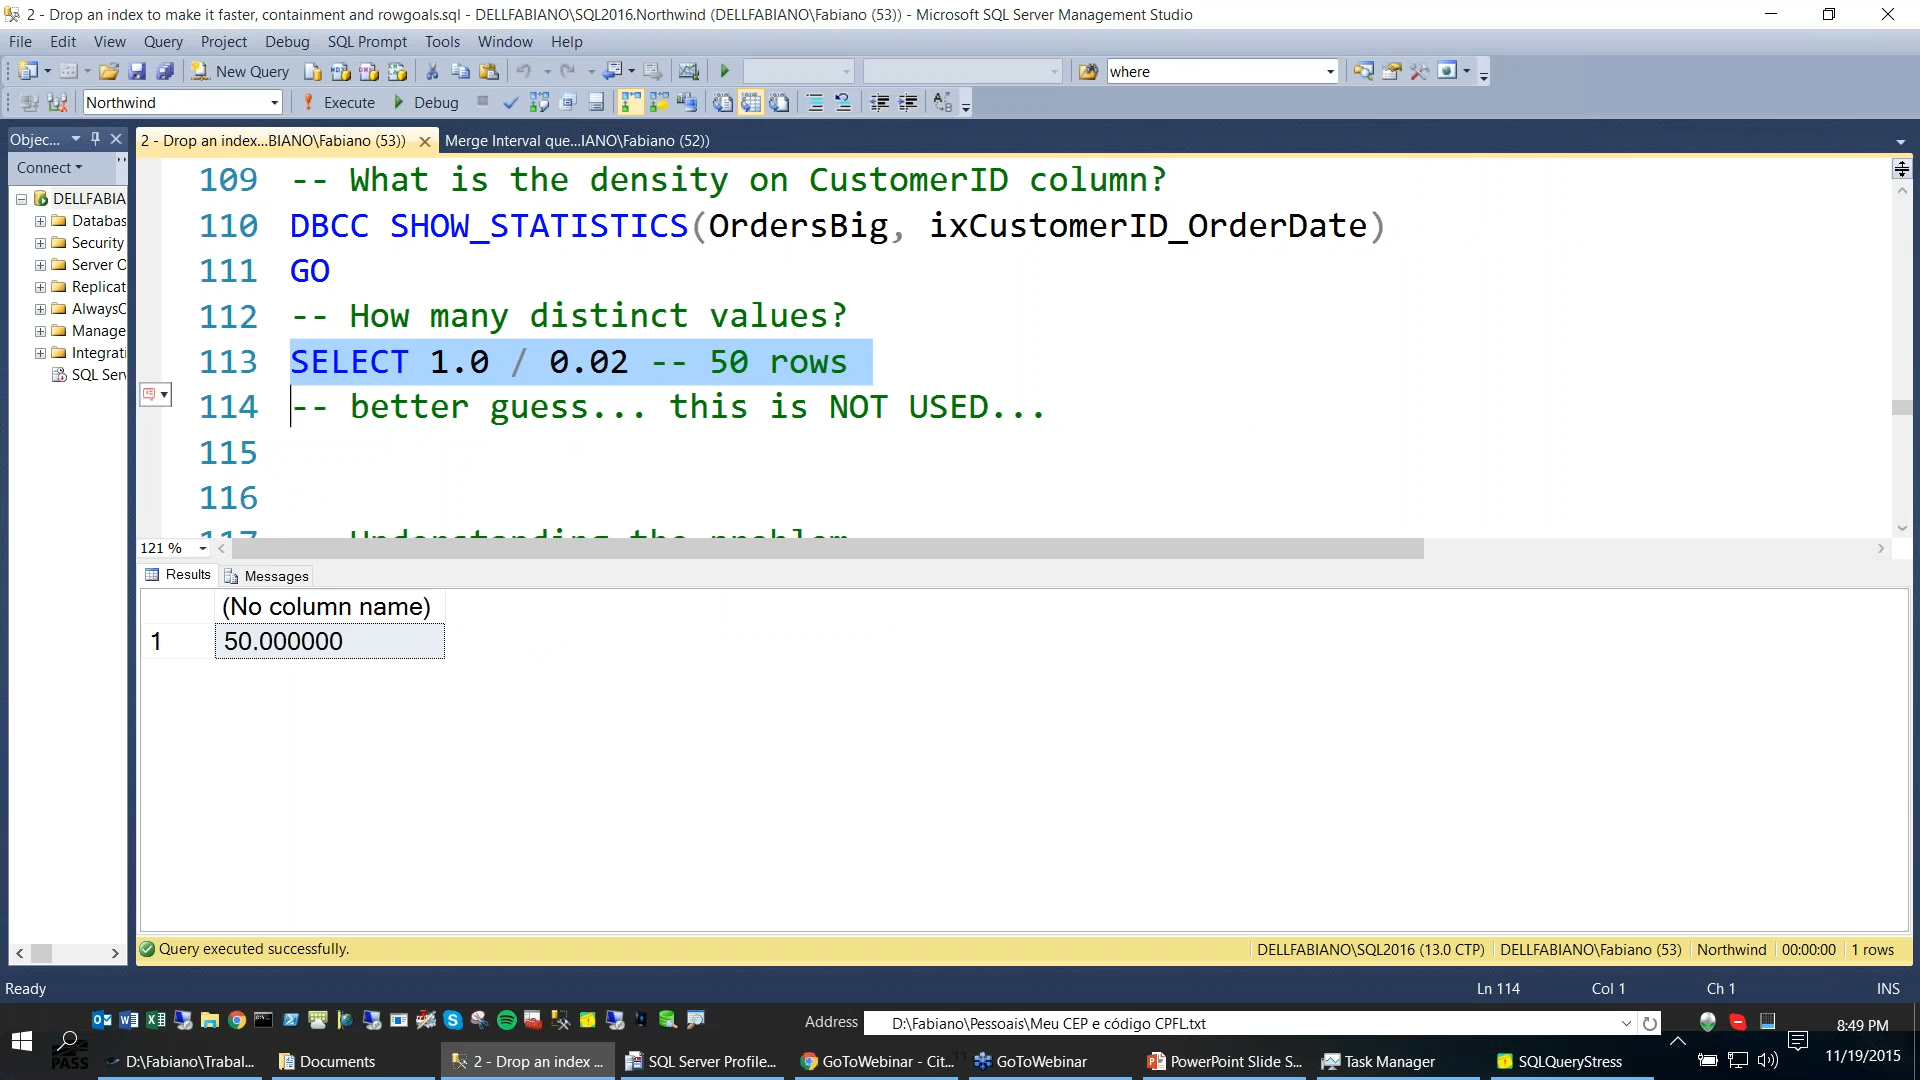 2 - Drop an index to make it faster, containment and rowgoals.sql - DELLFABIANO\SQL2016.Northwind (DELLFABIANO\Fabiano (53)) - Microsoft SQL Server Management Studio
File Edit View Query Project Debug SQL Prompt Tools Window Help
New Query where
Northwind Execute Debug
Objec... 2 - Drop an index...BIANO\Fabiano (53)) Merge Interval que...IANO\Fabiano (52))
Connect
DELLFABIA
Databas
Security
Server O
Replicat
AlwaysC
Manage
Integrati
SQL Serv
109 -- What is the density on CustomerID column?
110 DBCC SHOW_STATISTICS(OrdersBig, ixCustomerID_OrderDate)
111 GO
112 -- How many distinct values?
113 SELECT 1.0 / 0.02 -- 50 rows
114 -- better guess... this is NOT USED...
115
116
117 -- Understanding the problem
121 %
Results Messages
(No column name)
1 50.000000
Query executed successfully. DELLFABIANO\SQL2016 (13.0 CTP) DELLFABIANO\Fabiano (53) Northwind 00:00:00 1 rows
Ready Ln 114 Col 1 Ch 1 INS
Address D:\Fabiano\Pessoais\Meu CEP e código CPFL.txt
8:49 PM
PASS D:\Fabiano\Trabal... Documents 2 - Drop an index ... SQL Server Profile... GoToWebinar - Cit... GoToWebinar PowerPoint Slide S... Task Manager SQLQueryStress
11/19/2015